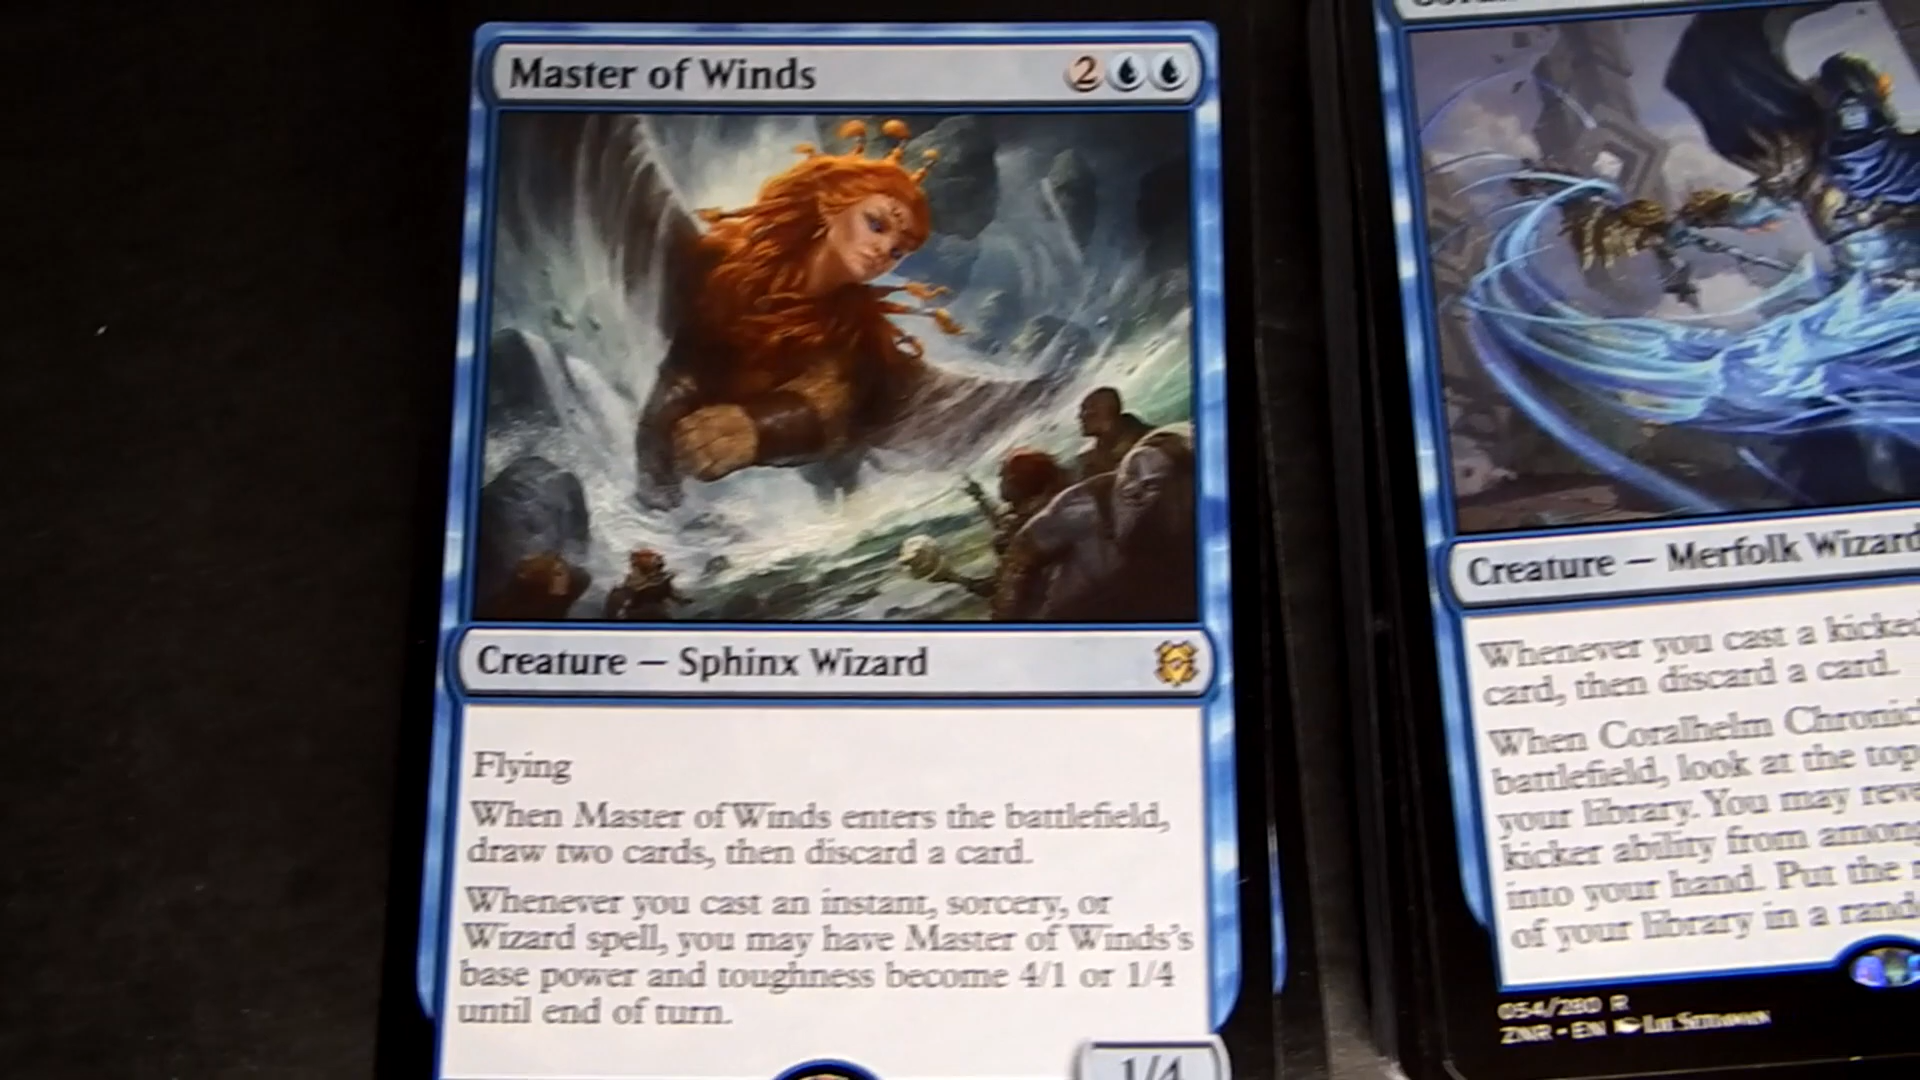 Master of Winds 2
Creature — Sphinx Wizard
Flying
When Master of Winds enters the battlefield,
draw two cards, then discard a card.
Whenever you cast an instant, sorcery, or
Wizard spell, you may have Master of Winds's
base power and toughness become 4/1 or 1/4
until end of turn.
1/4
Creature — Merfolk Wizard
Whenever you cast a kicked
card, then discard a card.
When Coralhelm
battlefield, look at the top
your library. You may
kicker ability from
into your hand. Put the
of your library in a
054/280 R
ZNR • EN